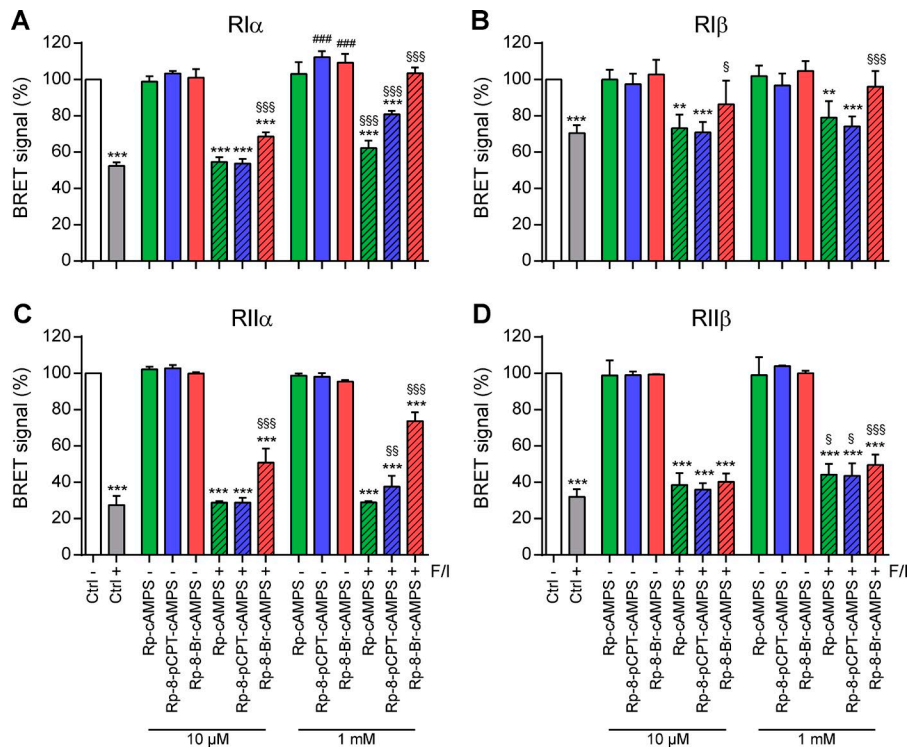 A
RIα
BRET signal (%)
120
100
80
60
40
20
0
***
***
***
§§§
***
###
###
§§§
***
§§§
***
§§§
B
RIβ
BRET signal (%)
120
100
80
60
40
20
0
***
**
***
§
**
***
§§§
C
RIIα
BRET signal (%)
120
100
80
60
40
20
0
***
***
***
§§§
***
***
§§
***
§§§
***
D
RIIβ
BRET signal (%)
120
100
80
60
40
20
0
***
***
***
***
§
***
§
***
§§§
***
- + - - - + + + - - - + + + F/I
Ctrl
Ctrl
Rp-cAMPS
Rp-8-pCPT-cAMPS
Rp-8-Br-cAMPS
Rp-cAMPS
Rp-8-pCPT-cAMPS
Rp-8-Br-cAMPS
Rp-cAMPS
Rp-8-pCPT-cAMPS
Rp-8-Br-cAMPS
Rp-cAMPS
Rp-8-pCPT-cAMPS
Rp-8-Br-cAMPS
10 µM
1 mM
- + - - - + + + - - - + + + F/I
Ctrl
Ctrl
Rp-cAMPS
Rp-8-pCPT-cAMPS
Rp-8-Br-cAMPS
Rp-cAMPS
Rp-8-pCPT-cAMPS
Rp-8-Br-cAMPS
Rp-cAMPS
Rp-8-pCPT-cAMPS
Rp-8-Br-cAMPS
Rp-cAMPS
Rp-8-pCPT-cAMPS
Rp-8-Br-cAMPS
10 µM
1 mM